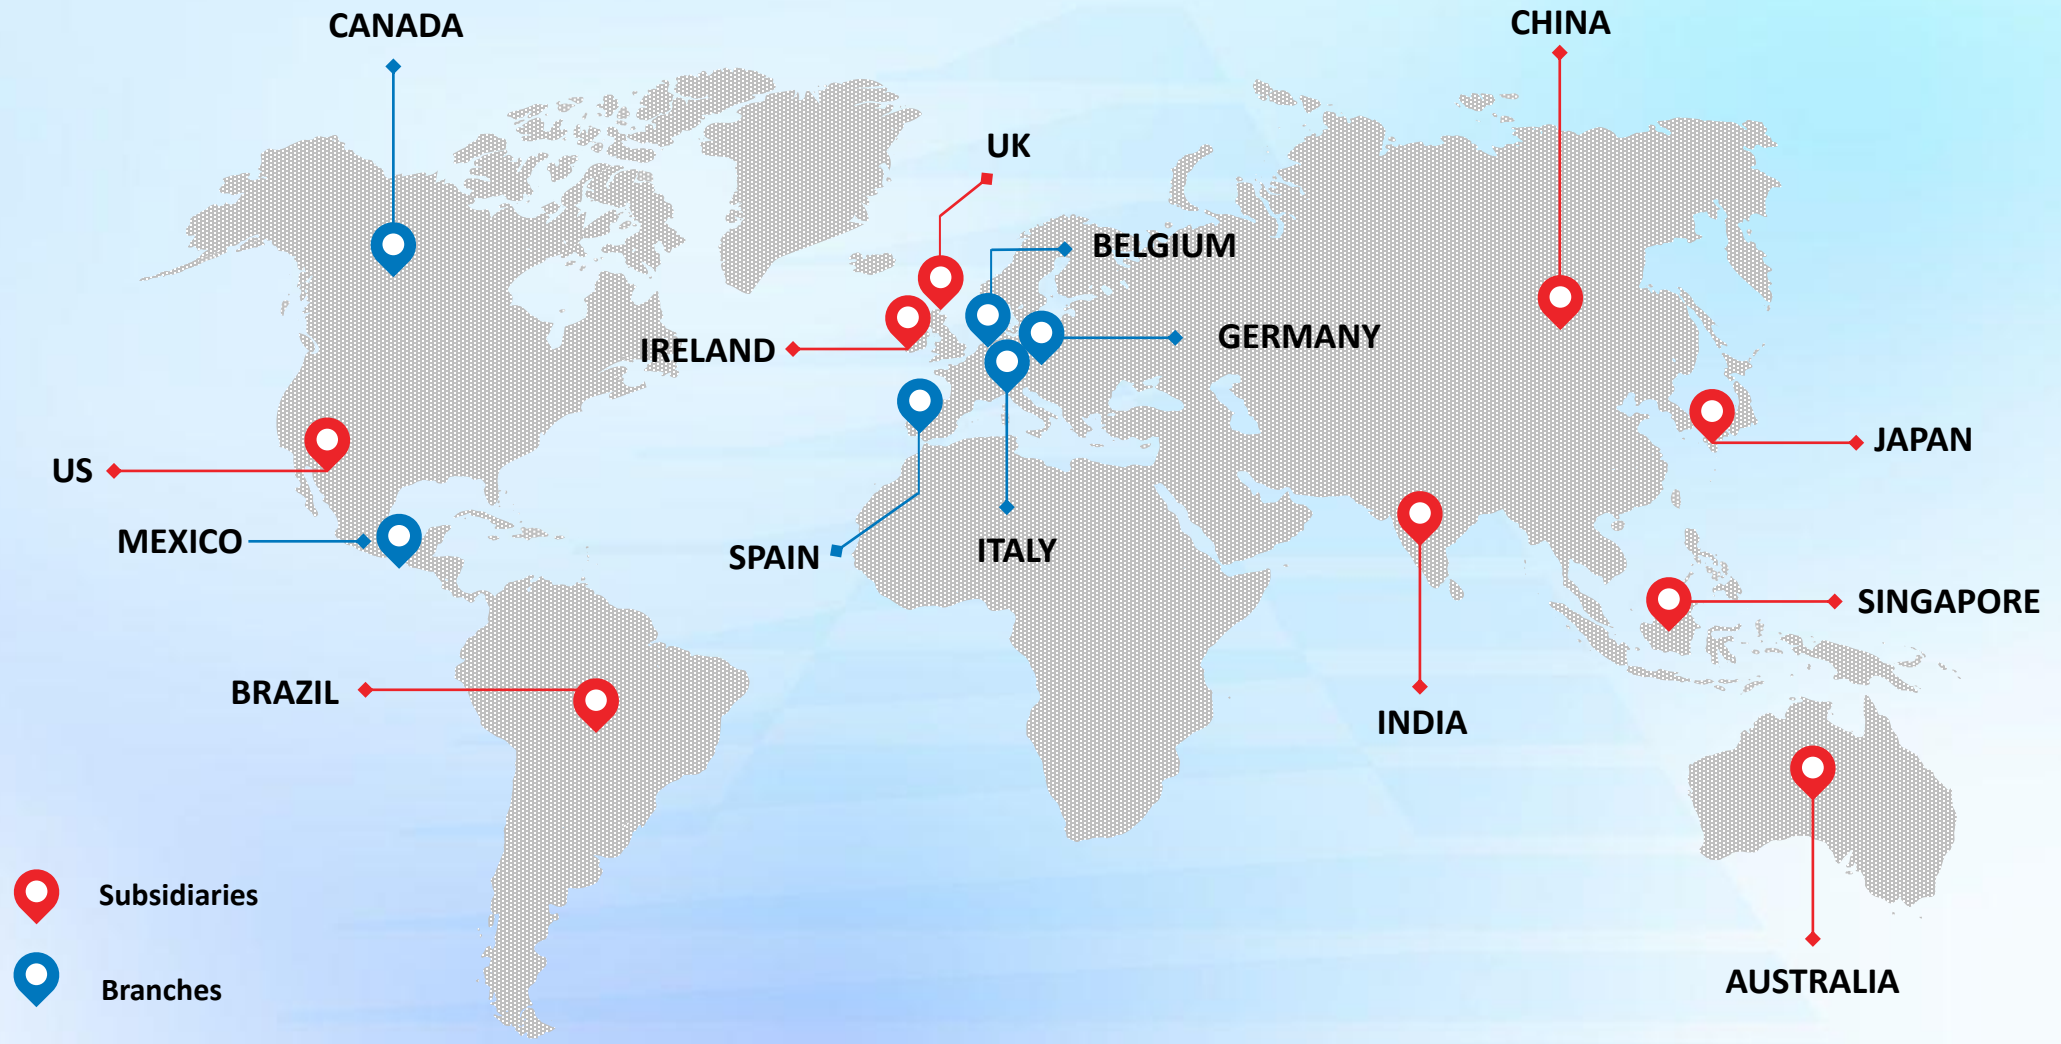 CANADA
CHINA
UK
BELGIUM
IRELAND
GERMANY
US
JAPAN
MEXICO
SPAIN
ITALY
SINGAPORE
BRAZIL
INDIA
Subsidiaries
Branches
AUSTRALIA